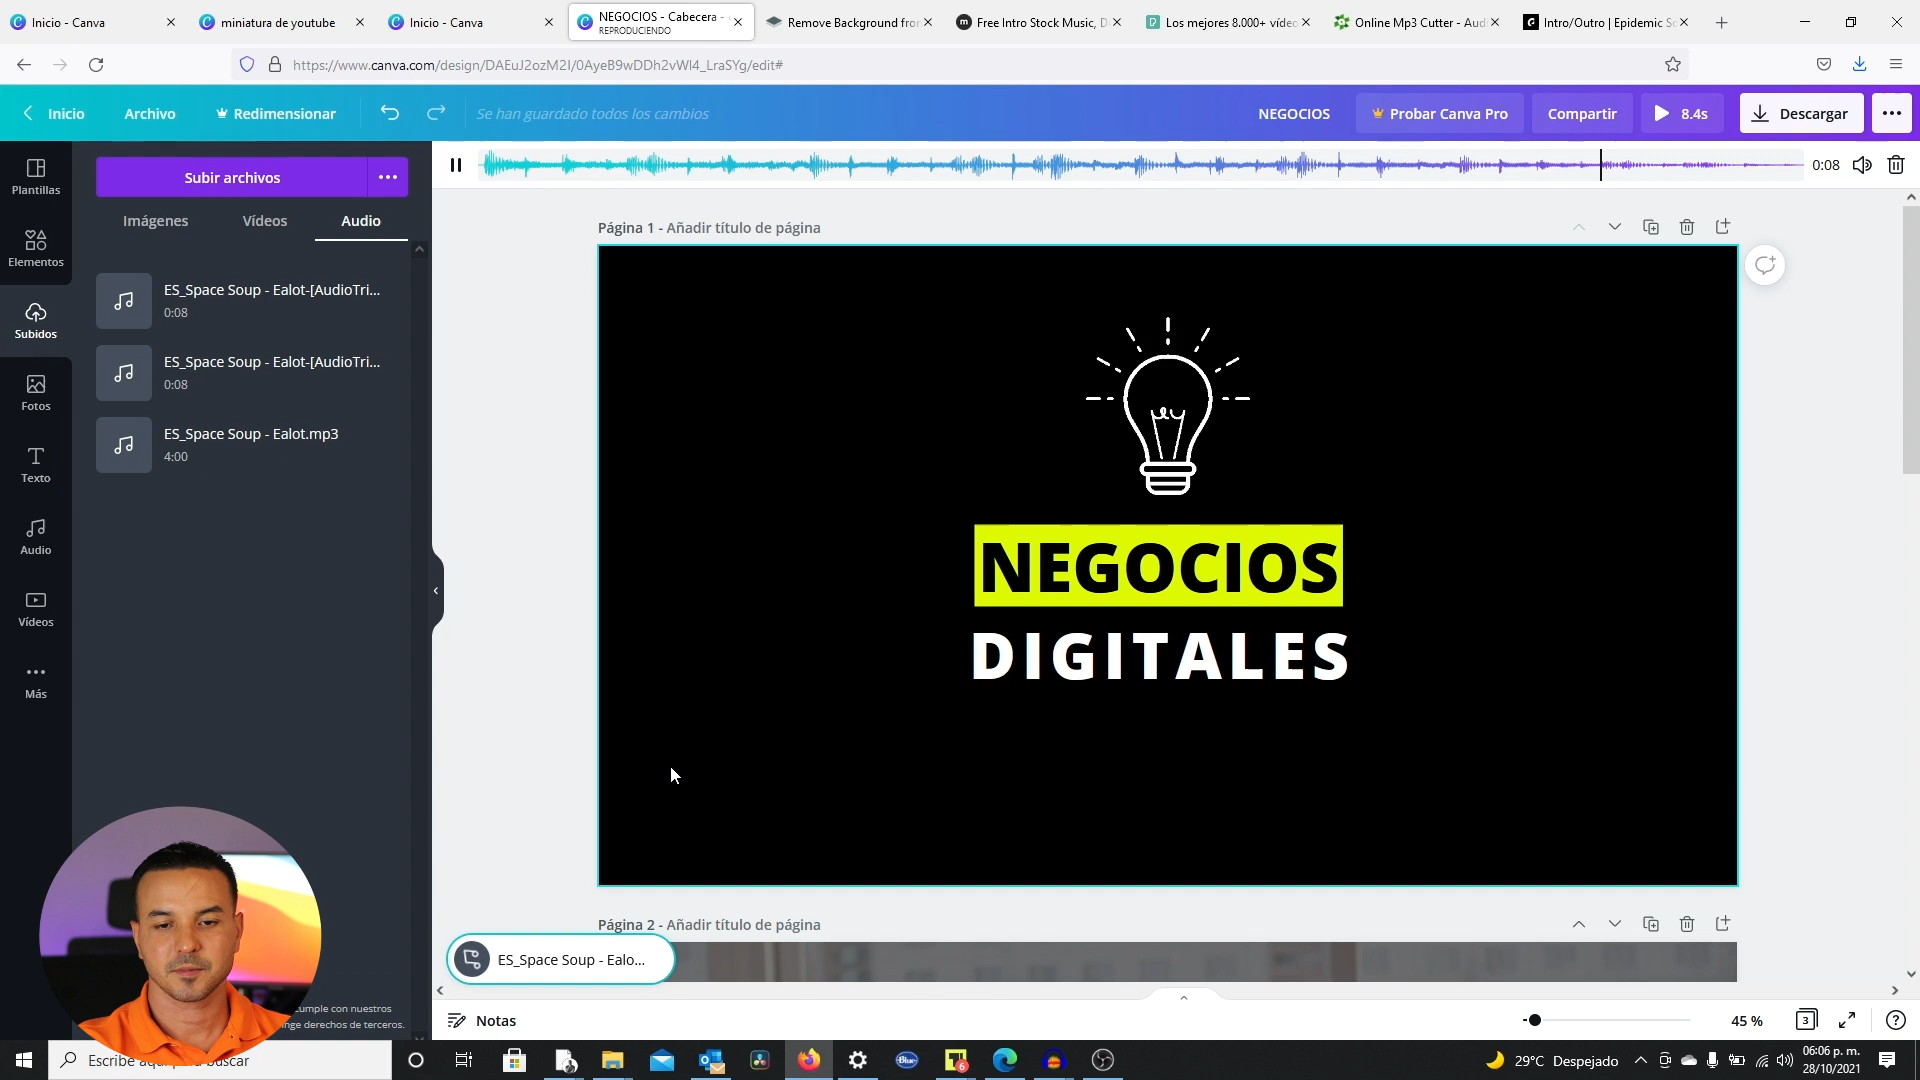 Inicio - Canva
miniatura de youtube
Inicio - Canva
NEGOCIOS - Cabecera -
REPRODUCIENDO
Remove Background from
Free Intro Stock Music, D
Los mejores 8.000+ vídeo
Online Mp3 Cutter - Aud
Intro/Outro | Epidemic So
https://www.canva.com/design/DAEuJ2ozM2I/0AyeB9wDDh2vWl4_LraSYg/edit#
Inicio
Archivo
Redimensionar
Se han guardado todos los cambios
NEGOCIOS
Probar Canva Pro
Compartir
8.4s
Descargar
Plantillas
Elementos
Subidos
Fotos
Texto
Audio
Vídeos
Más
Subir archivos
Imágenes
Vídeos
Audio
ES_Space Soup - Ealot-[AudioTri...
0:08
ES_Space Soup - Ealot-[AudioTri...
0:08
ES_Space Soup - Ealot.mp3
4:00
cumple con nuestros
inge derechos de terceros.
0:08
Página 1 - Añadir título de página
NEGOCIOS
DIGITALES
Página 2 - Añadir título de página
ES_Space Soup - Ealo...
Notas
45 %
3
Escribe aquí para buscar
Blue
6
29°C Despejado
06:06 p. m.
28/10/2021